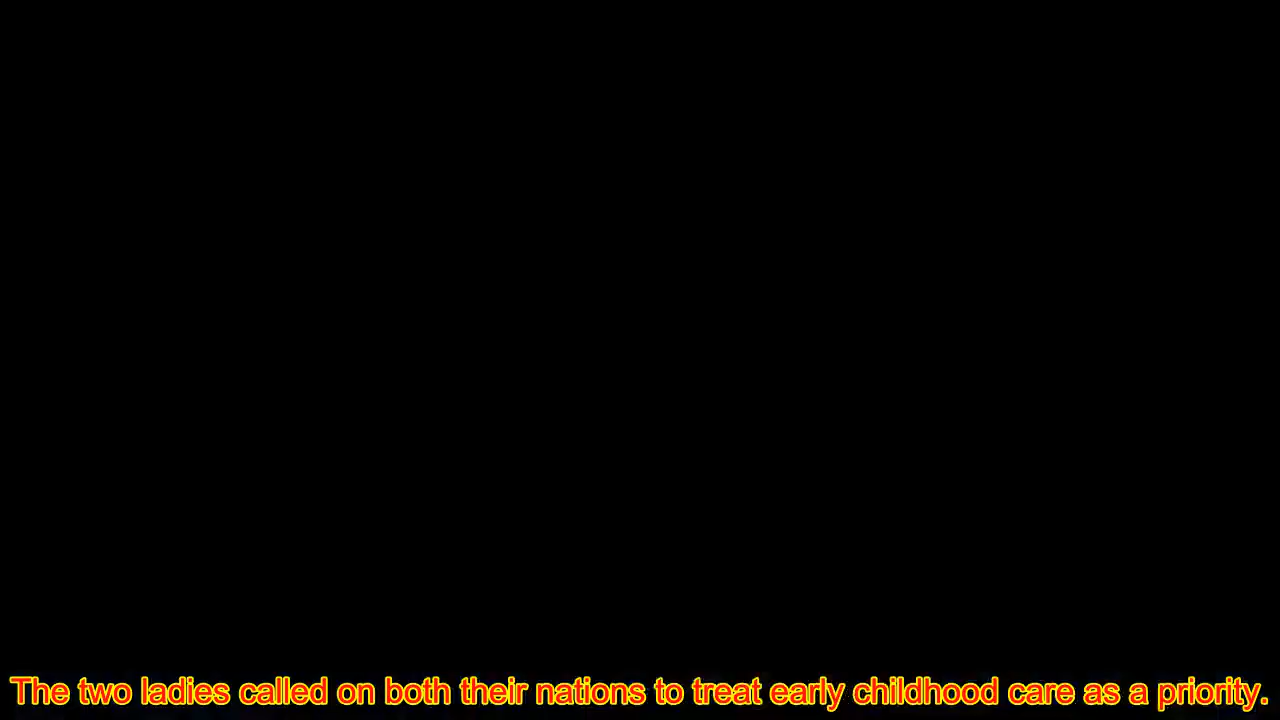 The two ladies called on both their nations to treat early childhood care as a priority.